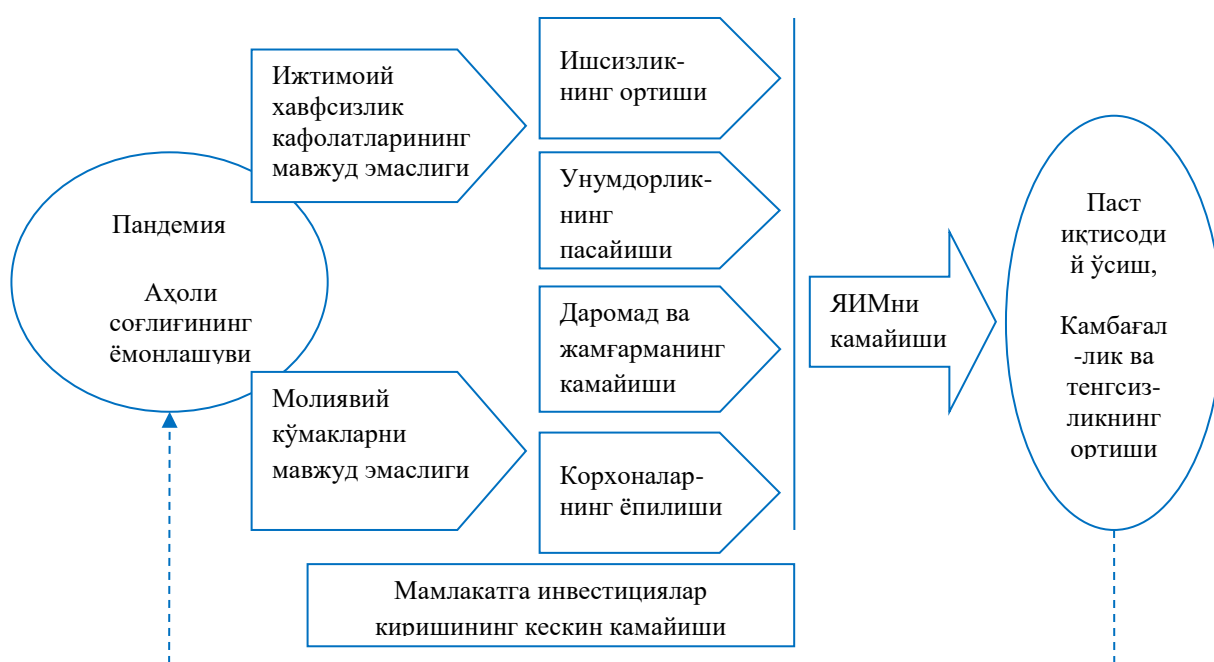 Пандемия
Аҳоли
соғлиғининг
ёмонлашуви
Ижтимоий
хавфсизлик
кафолатларининг
мавжуд эмаслиги
Молиявий
кўмакларни
мавжуд эмаслиги
Ишсизлик-
нинг ортиши
Унумдорлик-
нинг
пасайиши
Даромад ва
жамғарманинг
камайиши
Корхоналар-
нинг ёпилиши
Мамлакатга инвестициялар
киришининг кескин камайиши
ЯИМни
камайиши
Паст
иқтисоди
й ўсиш,
Камбағал
-лик ва
тенгсиз-
ликнинг
ортиши